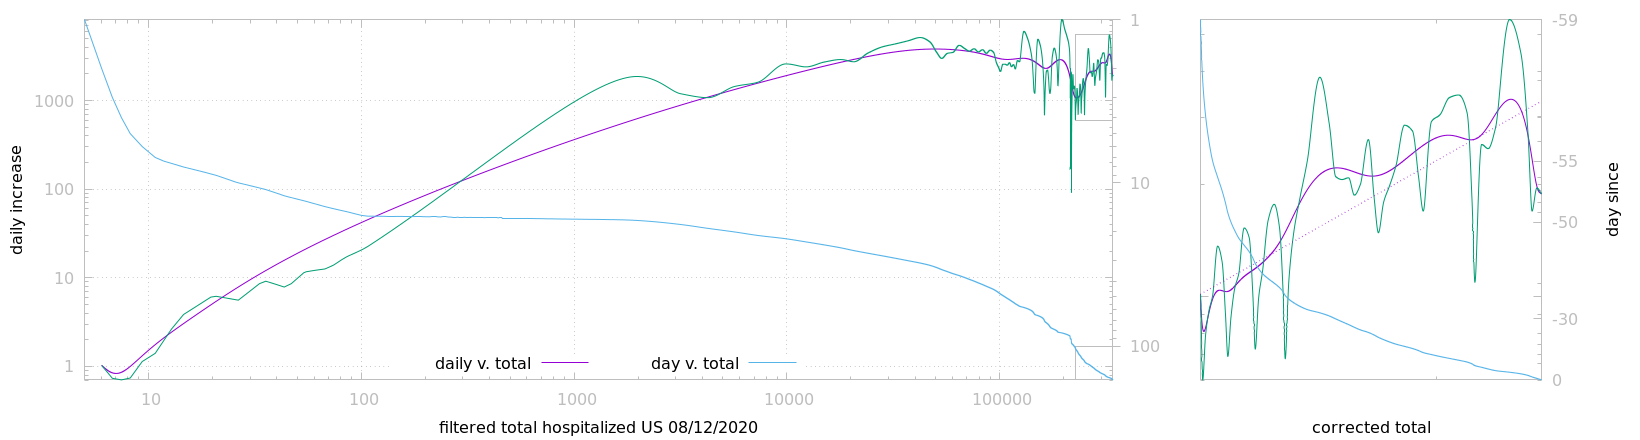 daily increase
1000
100
10
1
10
100
1000
10000
100000
1
10
100
daily v. total
day v. total
filtered total hospitalized US 08/12/2020
-59
-55
-50
-30
0
day since
corrected total